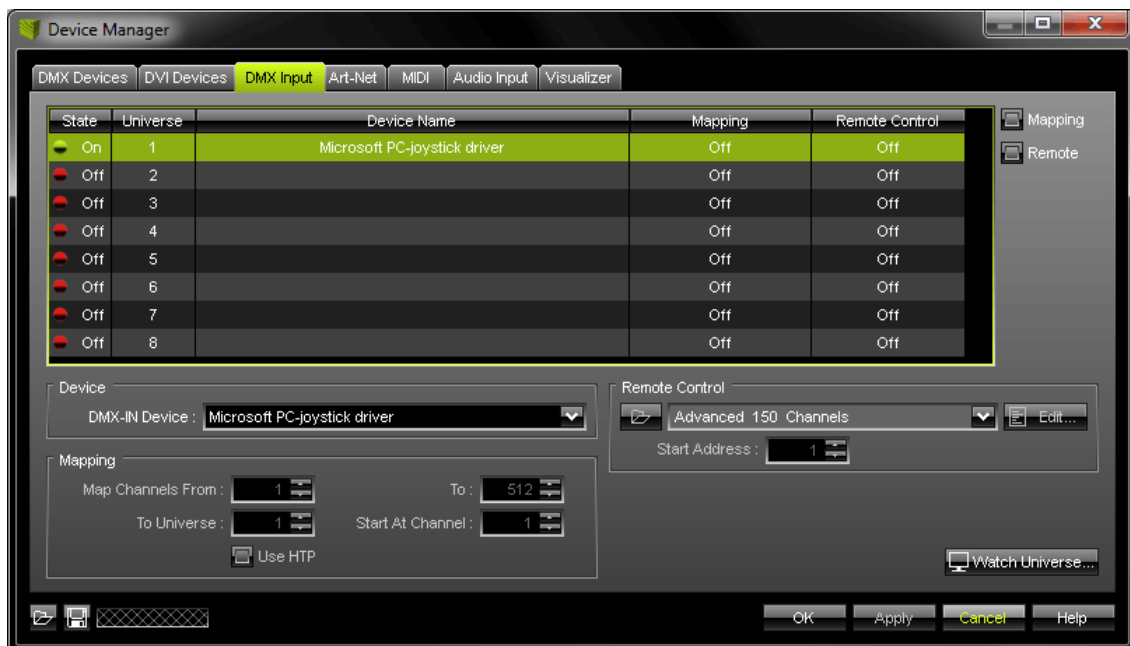 Device Manager
DMX Devices DVI Devices DMX Input Art-Net MIDI Audio Input Visualizer
State Universe Device Name Mapping Remote Control
On 1 Microsoft PC-joystick driver Off Off
Off 2 Off Off
Off 3 Off Off
Off 4 Off Off
Off 5 Off Off
Off 6 Off Off
Off 7 Off Off
Off 8 Off Off
Mapping
Remote
Device
DMX-IN Device : Microsoft PC-joystick driver
Remote Control
Advanced 150 Channels Edit...
Start Address : 1
Mapping
Map Channels From : 1 To : 512
To Universe : 1 Start At Channel : 1
Use HTP
Watch Universe...
OK Apply Cancel Help